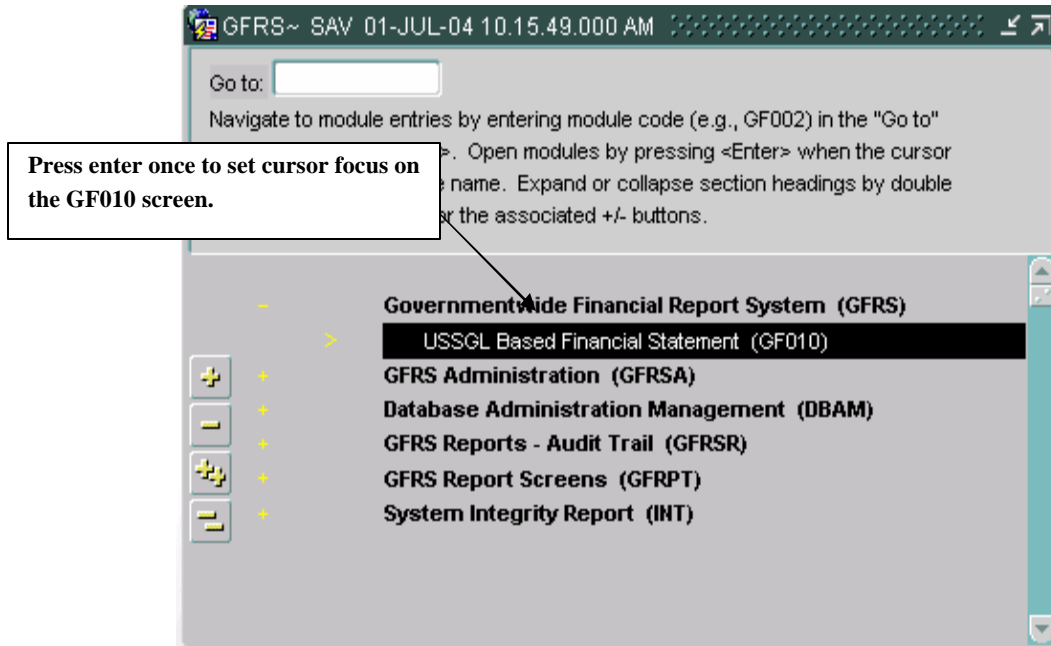 GFRS~ SAV 01-JUL-04 10.15.49.000 AM
Go to:
Navigate to module entries by entering module code (e.g., GF002) in the "Go to"
>. Open modules by pressing <Enter> when the cursor
Press enter once to set cursor focus on
the GF010 screen.
name. Expand or collapse section headings by double
the associated +/- buttons.
- Governmentwide Financial Report System (GFRS)
> USSGL Based Financial Statement (GF010)
+ GFRS Administration (GFRSA)
+ Database Administration Management (DBAM)
+ GFRS Reports - Audit Trail (GFRSR)
+ GFRS Report Screens (GFRPT)
+ System Integrity Report (INT)